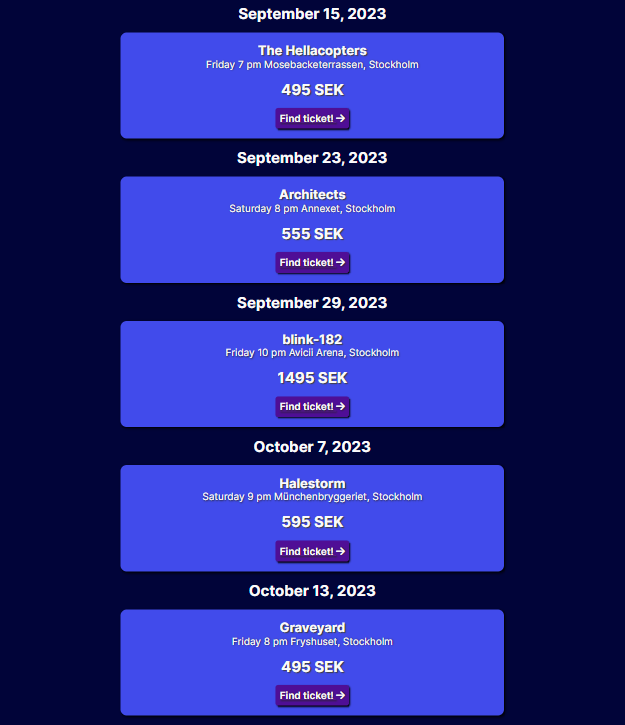 September 15, 2023
The Hellacopters
Friday 7 pm Mosebacketerrassen, Stockholm
495 SEK
Find ticket! →
September 23, 2023
Architects
Saturday 8 pm Annexet, Stockholm
555 SEK
Find ticket! →
September 29, 2023
blink-182
Friday 10 pm Avicii Arena, Stockholm
1495 SEK
Find ticket! →
October 7, 2023
Halestorm
Saturday 9 pm Münchenbryggeriet, Stockholm
595 SEK
Find ticket! →
October 13, 2023
Graveyard
Friday 8 pm Fryshuset, Stockholm
495 SEK
Find ticket! →